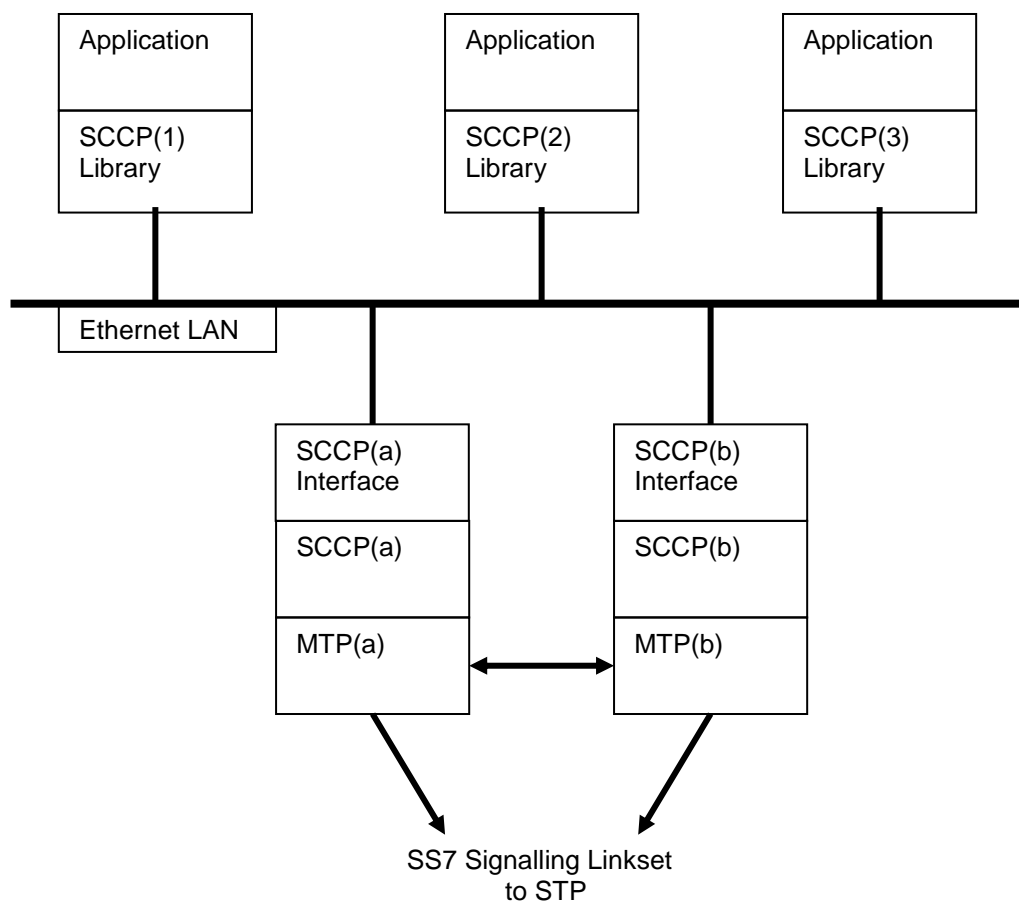 Application
SCCP(1)
Library
Application
SCCP(2)
Library
Application
SCCP(3)
Library
Ethernet LAN
SCCP(a)
Interface
SCCP(a)
MTP(a)
SCCP(b)
Interface
SCCP(b)
MTP(b)
SS7 Signalling Linkset
to STP